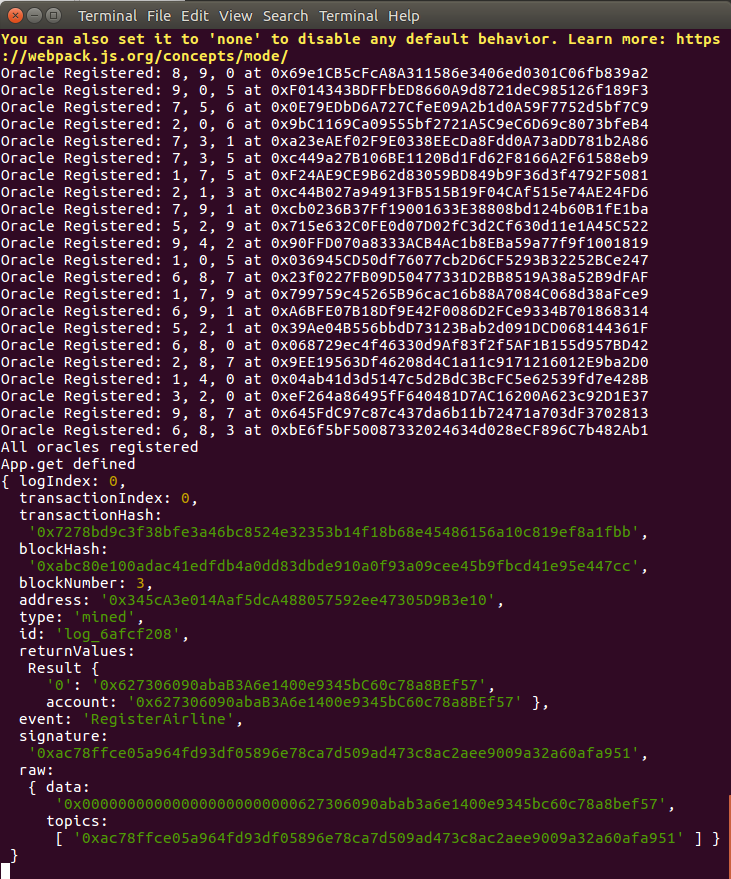 Terminal File Edit View Search Terminal Help
You can also set it to 'none' to disable any default behavior. Learn more: https
://webpack.js.org/concepts/mode/
Oracle Registered: 8, 9, 0 at 0x69e1CB5cFcA8A311586e3406ed0301C06fb839a2
Oracle Registered: 9, 0, 5 at 0xF014343BDFFbED8660A9d8721deC985126f189F3
Oracle Registered: 7, 5, 6 at 0x0E79EDbD6A727CfeE09A2b1d0A59F7752d5bf7C9
Oracle Registered: 2, 0, 6 at 0x9bC1169Ca09555bf2721A5C9eC6D69c8073bfeB4
Oracle Registered: 7, 3, 1 at 0xa23eAEf02F9E0338EEcDa8Fdd0A73aDD781b2A86
Oracle Registered: 7, 3, 5 at 0xc449a27B106BE1120Bd1Fd62F8166A2F61588eb9
Oracle Registered: 1, 7, 5 at 0xF24AE9CE9B62d83059BD849b9F36d3f4792F5081
Oracle Registered: 2, 1, 3 at 0xc44B027a94913FB515B19F04CAf515e74AE24FD6
Oracle Registered: 7, 9, 1 at 0xcb0236B37Ff19001633E38808bd124b60B1fE1ba
Oracle Registered: 5, 2, 9 at 0x715e632C0FE0d07D02fC3d2Cf630d11e1A45C522
Oracle Registered: 9, 4, 2 at 0x90FFD070a8333ACB4Ac1b8EBa59a77f9f1001819
Oracle Registered: 1, 0, 5 at 0x036945CD50df76077cb2D6CF5293B32252BCe247
Oracle Registered: 6, 8, 7 at 0x23f0227FB09D50477331D2BB8519A38a52B9dFAF
Oracle Registered: 1, 7, 9 at 0x799759c45265B96cac16b88A7084C068d38aFce9
Oracle Registered: 6, 9, 1 at 0xA6BFE07B18Df9E42F0086D2FCe9334B701868314
Oracle Registered: 5, 2, 1 at 0x39Ae04B556bbdD73123Bab2d091DCD068144361F
Oracle Registered: 6, 8, 0 at 0x068729ec4f46330d9Af83f2f5AF1B155d957BD42
Oracle Registered: 2, 8, 7 at 0x9EE19563Df46208d4C1a11c9171216012E9ba2D0
Oracle Registered: 1, 4, 0 at 0x04ab41d3d5147c5d2BdC3BcFC5e62539fd7e428B
Oracle Registered: 3, 2, 0 at 0xeF264a86495fF640481D7AC16200A623c92D1E37
Oracle Registered: 9, 8, 7 at 0x645FdC97c87c437da6b11b72471a703dF3702813
Oracle Registered: 6, 8, 3 at 0xbE6f5bF50087332024634d028eCF896C7b482Ab1
All oracles registered
App.get defined
{ logIndex: 0,
  transactionIndex: 0,
  transactionHash:
   '0x7278bd9c3f38bfe3a46bc8524e32353b14f18b68e45486156a10c819ef8a1fbb',
  blockHash:
   '0xabc80e100adac41edfdb4a0dd83dbde910a0f93a09cee45b9fbcd41e95e447cc',
  blockNumber: 3,
  address: '0x345cA3e014Aaf5dcA488057592ee47305D9B3e10',
  type: 'mined',
  id: 'log_6afcf208',
  returnValues:
   Result {
     '0': '0x627306090abaB3A6e1400e9345bC60c78a8BEf57',
     account: '0x627306090abaB3A6e1400e9345bC60c78a8BEf57' },
  event: 'RegisterAirline',
  signature:
   '0xac78ffce05a964fd93df05896e78ca7d509ad473c8ac2aee9009a32a60afa951',
  raw:
   { data:
      '0x000000000000000000000000627306090abab3a6e1400e9345bc60c78a8bef57',
     topics:
      [ '0xac78ffce05a964fd93df05896e78ca7d509ad473c8ac2aee9009a32a60afa951' ] }
 }